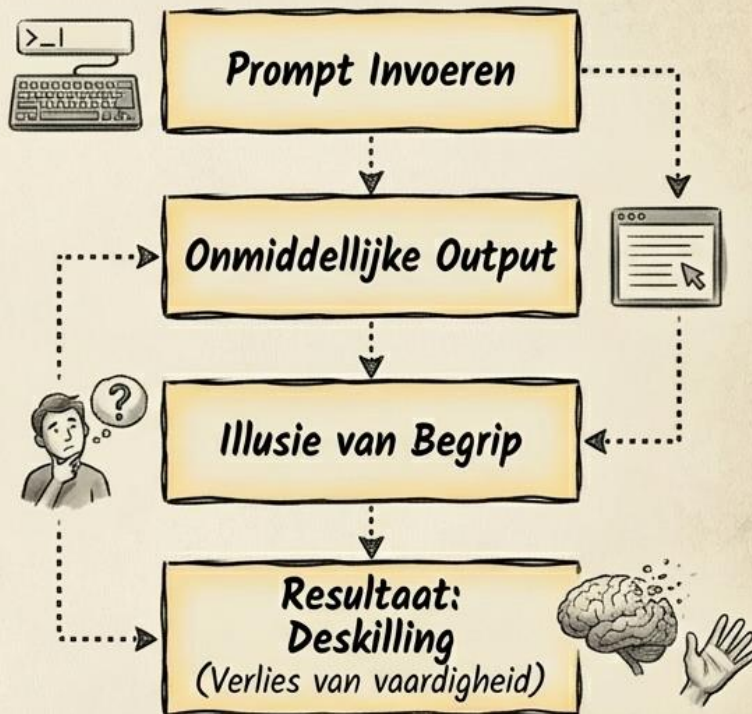 >_|
Prompt Invoeren
Onmiddellijke Output
?
Illusie van Begrip
Resultaat:
Deskilling
(Verlies van vaardigheid)